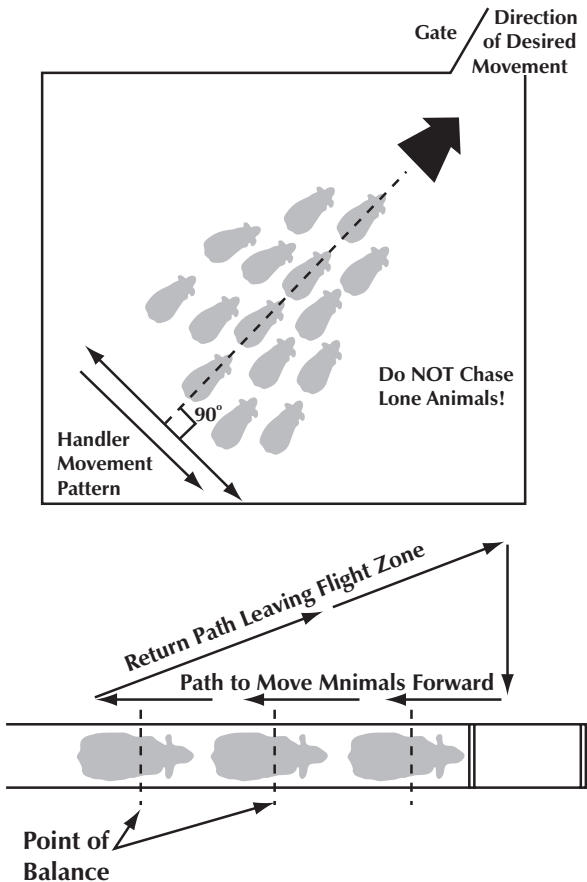 Gate
Direction
of Desired
Movement
Do NOT Chase
Lone Animals!
90°
Handler
Movement
Pattern
Return Path Leaving Flight Zone
Path to Move Mnimals Forward
Point of
Balance